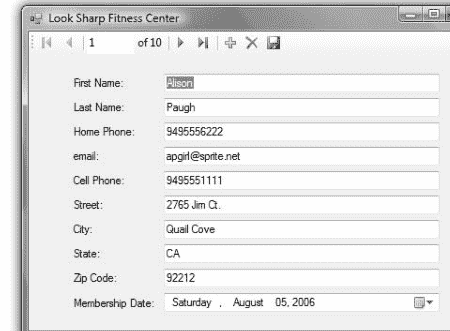 Look Sharp Fitness Center
1 of 10
First Name: Alison
Last Name: Paugh
Home Phone: 9495556222
email: apgirl@sprite.net
Cell Phone: 9495551111
Street: 2765 Jim Ct.
City: Quail Cove
State: CA
Zip Code: 92212
Membership Date: Saturday , August 05, 2006